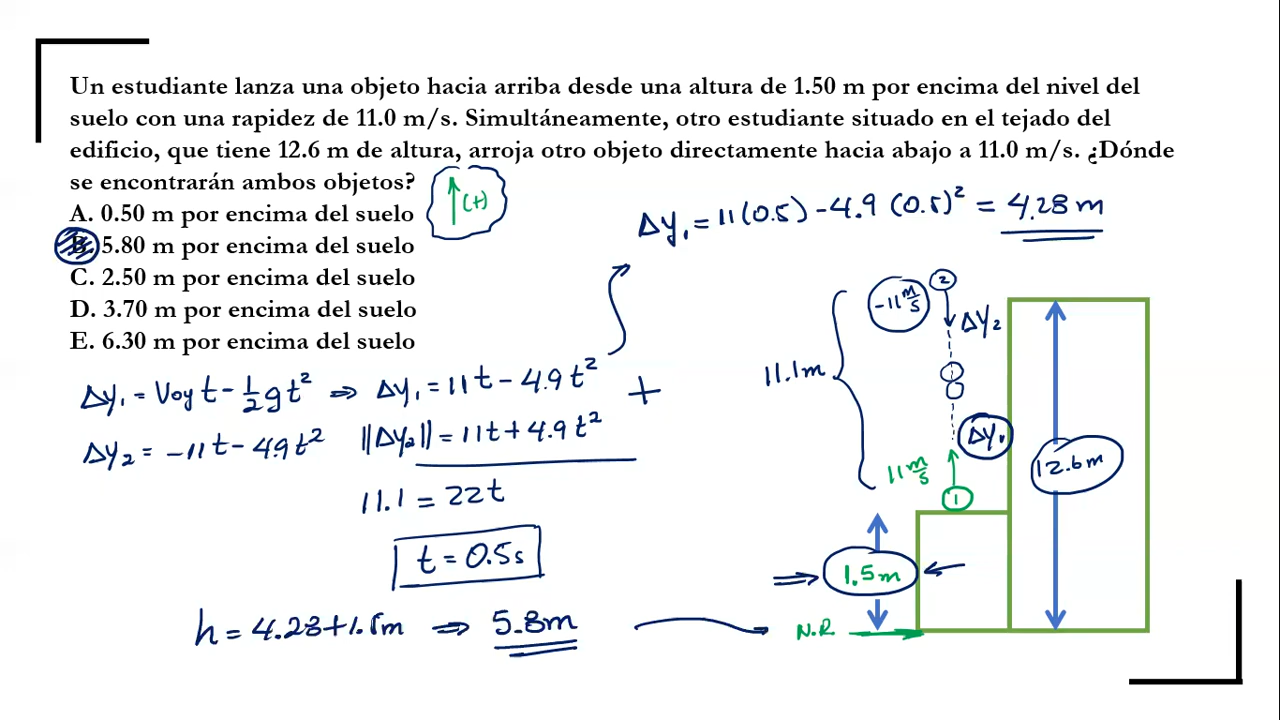 Un estudiante lanza una objeto hacia arriba desde una altura de 1.50 m por encima del nivel del
suelo con una rapidez de 11.0 m/s. Simultáneamente, otro estudiante situado en el tejado del
edificio, que tiene 12.6 m de altura, arroja otro objeto directamente hacia abajo a 11.0 m/s. ¿Dónde
se encontrarán ambos objetos?
A. 0.50 m por encima del suelo
B. 5.80 m por encima del suelo
C. 2.50 m por encima del suelo
D. 3.70 m por encima del suelo
E. 6.30 m por encima del suelo
↑(+)
Δy₁ = 11(0.5) - 4.9 (0.5)² = 4.28 m
Δy₁ = Voy t - ½gt² ⇒ Δy₁ = 11t - 4.9t² +
Δy₂ = -11t - 4.9t² ||Δy₂|| = 11t + 4.9t²
11.1 = 22t
t = 0.5s
h = 4.28+1.5m ⇒ 5.8m
-11 m/s
2
Δy₂
11.1m
Δy₁
11 m/s
1
12.6m
1.5m
N.R